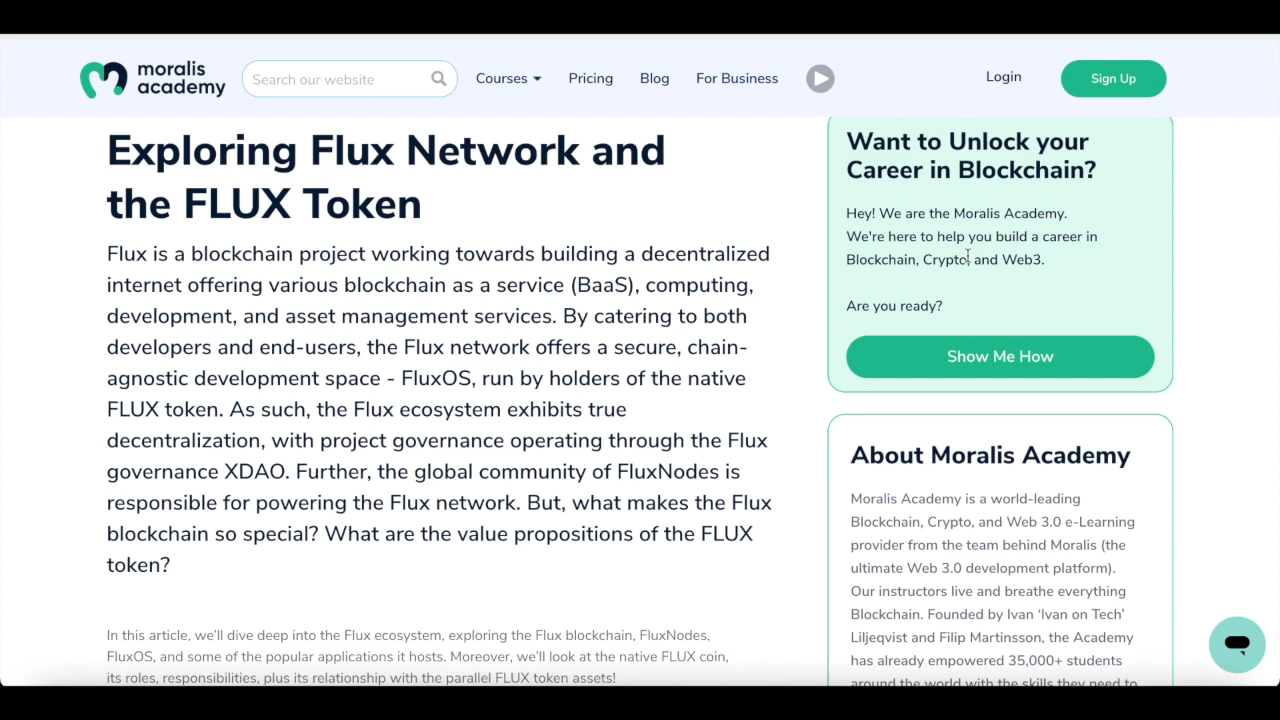 moralis
academy
Search our website
Courses
Pricing
Blog
For Business
Login
Sign Up
Exploring Flux Network and
the FLUX Token
Flux is a blockchain project working towards building a decentralized
internet offering various blockchain as a service (BaaS), computing,
development, and asset management services. By catering to both
developers and end-users, the Flux network offers a secure, chain-
agnostic development space - FluxOS, run by holders of the native
FLUX token. As such, the Flux ecosystem exhibits true
decentralization, with project governance operating through the Flux
governance XDAO. Further, the global community of FluxNodes is
responsible for powering the Flux network. But, what makes the Flux
blockchain so special? What are the value propositions of the FLUX
token?
In this article, we'll dive deep into the Flux ecosystem, exploring the Flux blockchain, FluxNodes,
FluxOS, and some of the popular applications it hosts. Moreover, we'll look at the native FLUX coin,
its roles, responsibilities, plus its relationship with the parallel FLUX token assets!
Want to Unlock your
Career in Blockchain?
Hey! We are the Moralis Academy.
We're here to help you build a career in
Blockchain, Crypto, and Web3.
Are you ready?
Show Me How
About Moralis Academy
Moralis Academy is a world-leading
Blockchain, Crypto, and Web 3.0 e-Learning
provider from the team behind Moralis (the
ultimate Web 3.0 development platform).
Our instructors live and breathe everything
Blockchain. Founded by Ivan ‘Ivan on Tech’
Liljeqvist and Filip Martinsson, the Academy
has already empowered 35,000+ students
around the world with the skills they need to